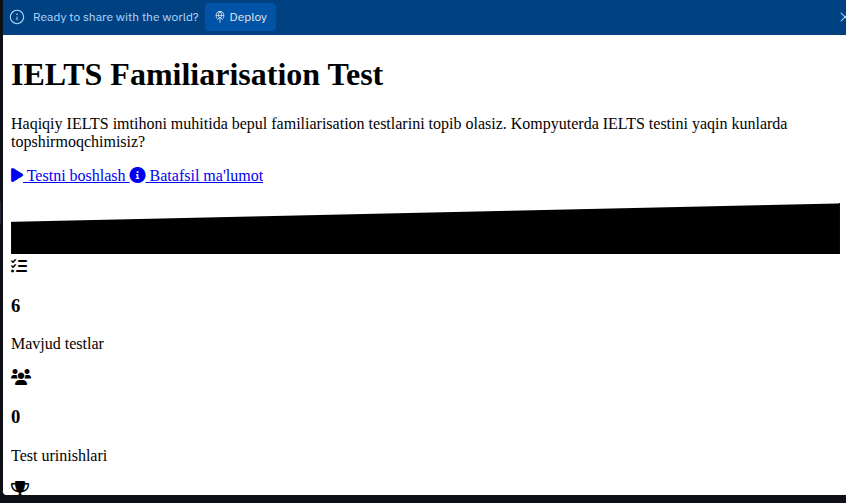 Ready to share with the world? Deploy
IELTS Familiarisation Test
Haqiqiy IELTS imtihoni muhitida bepul familiarisation testlarini topib olasiz. Kompyuterda IELTS testini yaqin kunlarda
topshirmoqchimisiz?
Testni boshlash Batafsil ma'lumot
6
Mavjud testlar
0
Test urinishlari